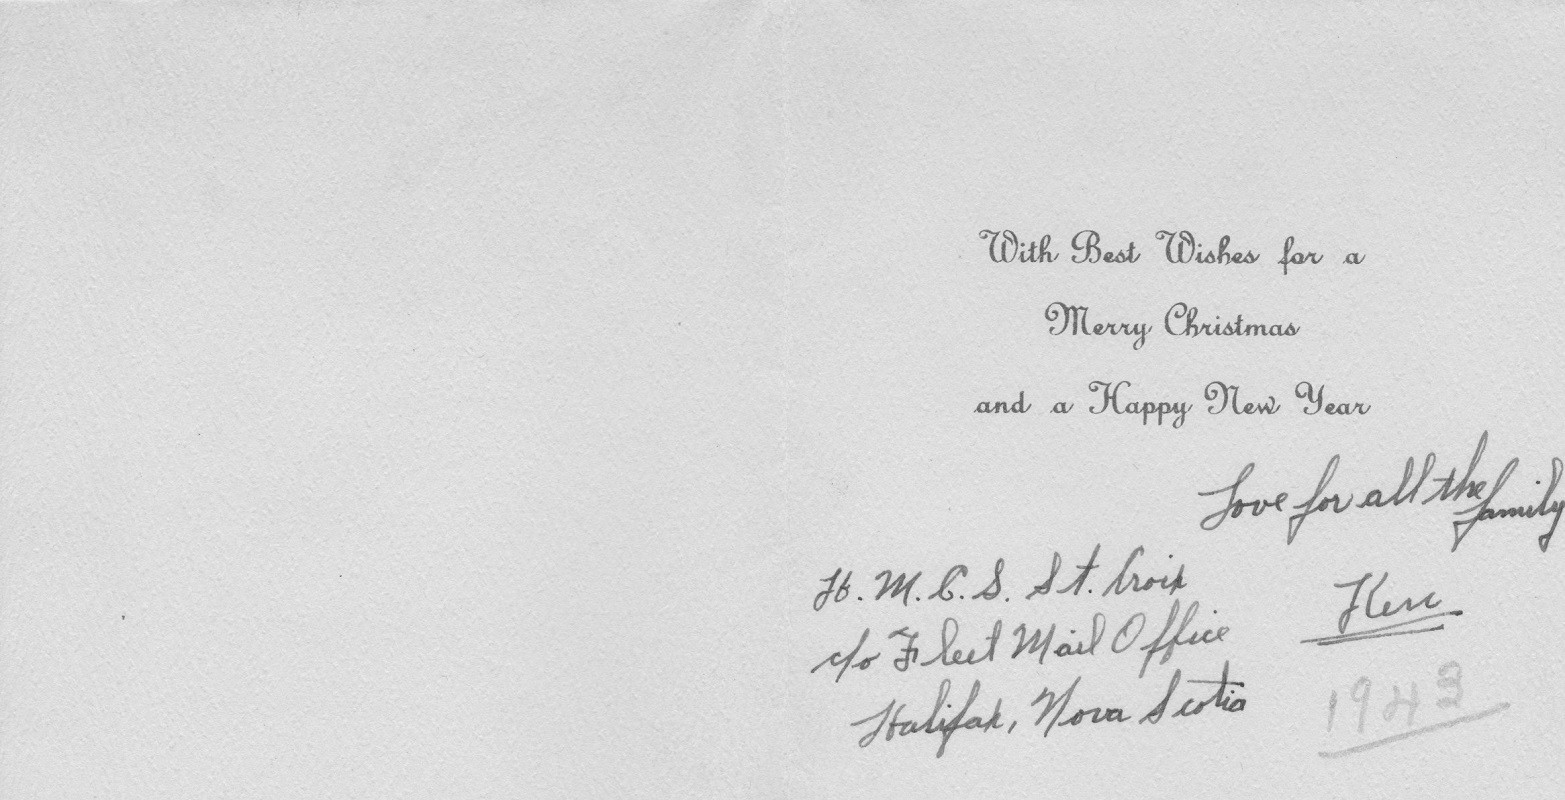 With Best Wishes for a
Merry Christmas
and a Happy New Year
Love for all the family
H.M.C.S. St. Croix
c/o Fleet Mail Office
Halifax, Nova Scotia
Ken
1943